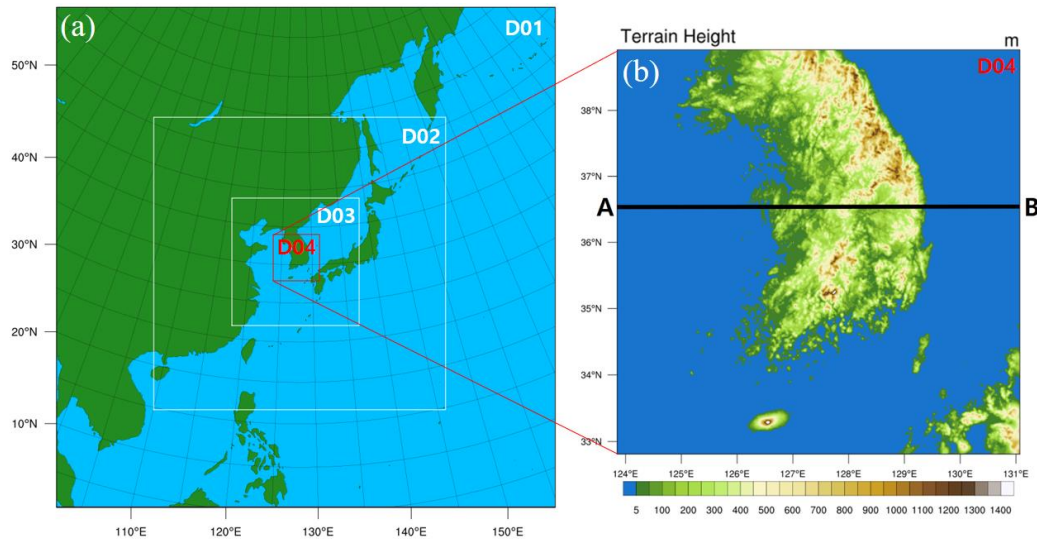 (a)
D01
D02
D03
D04
50°N
40°N
30°N
20°N
10°N
110°E
120°E
130°E
140°E
150°E
Terrain Height
m
(b)
D04
38°N
37°N
A
B
36°N
35°N
34°N
33°N
124°E
125°E
126°E
127°E
128°E
129°E
130°E
131°E
5 100 200 300 400 500 600 700 800 900 1000 1100 1200 1300 1400